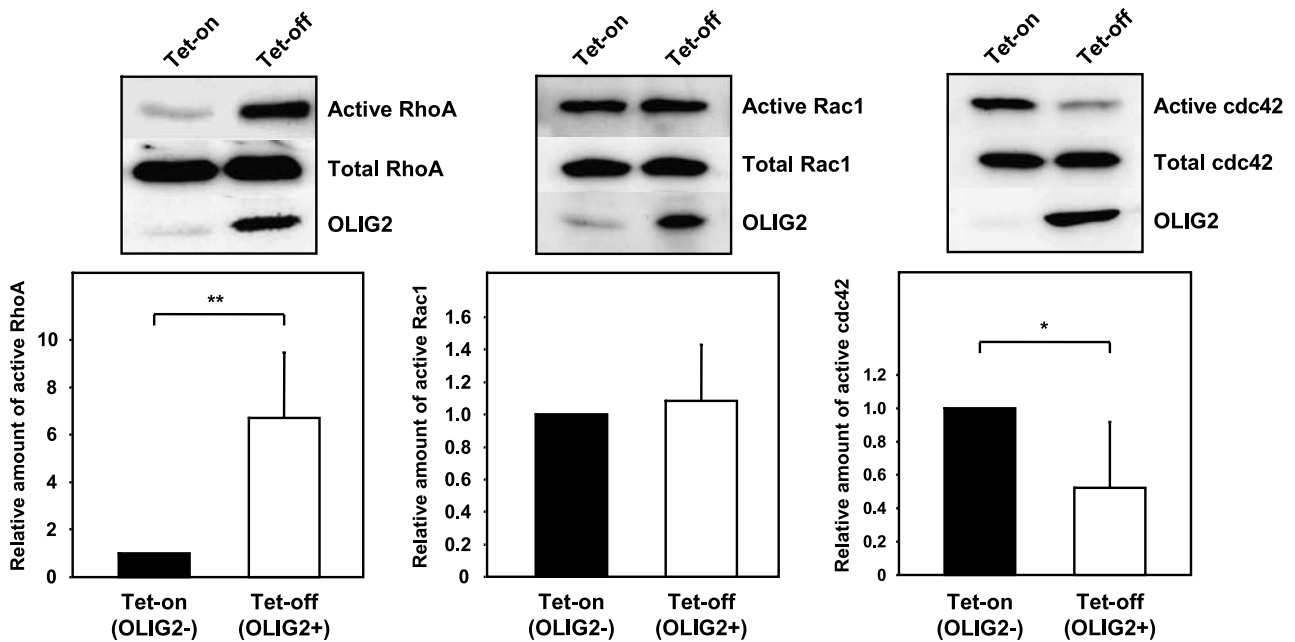 Tet-on
Tet-off
Active RhoA
Total RhoA
OLIG2
Relative amount of active RhoA
**
10
8
6
4
2
0
Tet-on
(OLIG2-)
Tet-off
(OLIG2+)
Tet-on
Tet-off
Active Rac1
Total Rac1
OLIG2
Relative amount of active Rac1
1.6
1.4
1.2
1.0
0.8
0.6
0.4
0.2
0
Tet-on
(OLIG2-)
Tet-off
(OLIG2+)
Tet-on
Tet-off
Active cdc42
Total cdc42
OLIG2
Relative amount of active cdc42
*
1.2
1.0
0.8
0.6
0.4
0.2
0
Tet-on
(OLIG2-)
Tet-off
(OLIG2+)